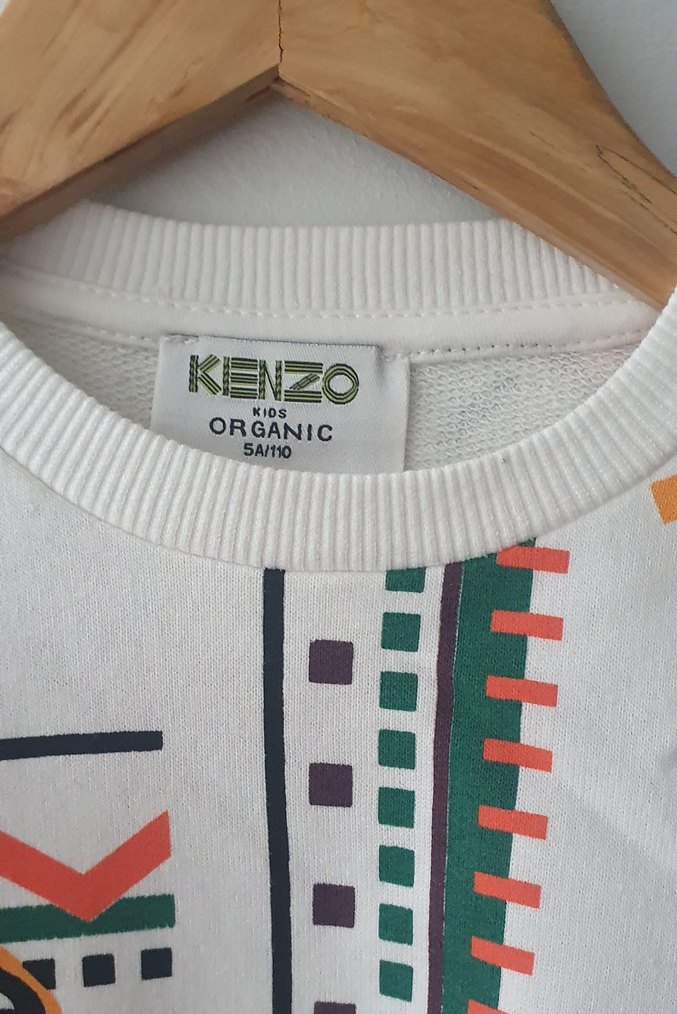 KENZO
KIDS
ORGANIC
5A/110